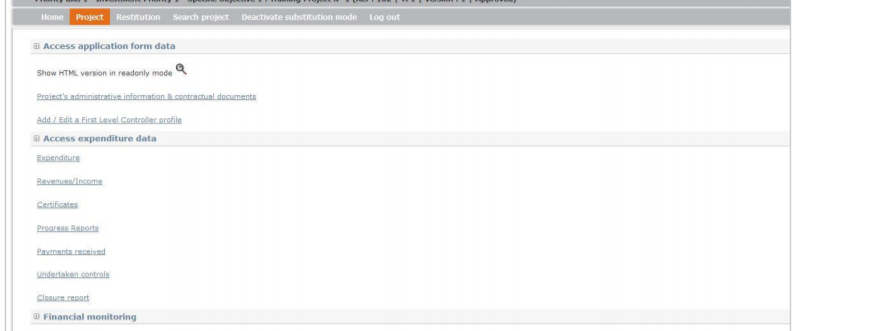 Home Project Restitution Search project Deactivate substitution mode Log out
Access application form data
Show HTML version in readonly mode
Project's administrative information & contractual documents
Add / Edit a First Level Controller profile
Access expenditure data
Expenditure
Revenues/Income
Certificates
Progress Reports
Payments received
Undertaken controls
Closure report
Financial monitoring